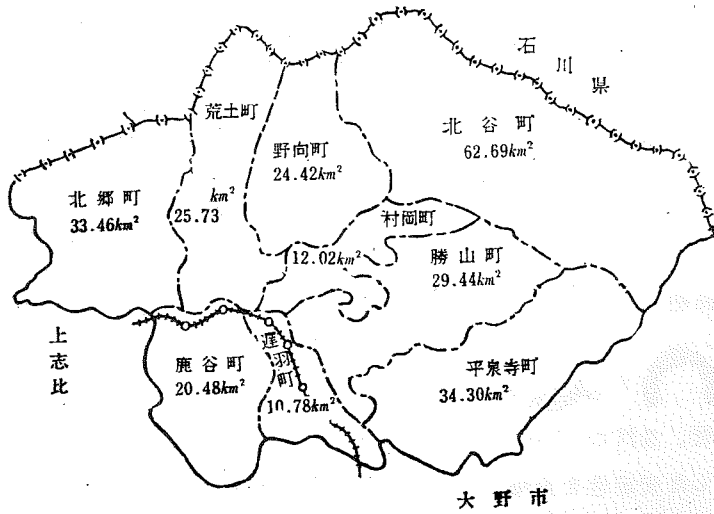 石川県
荒土町
km²
25.73
野向町
24.42km²
北谷町
62.69km²
北郷町
33.46km²
村岡町
12.02km²
勝山町
29.44km²
上志比
鹿谷町
20.48km²
遅羽町
10.78km²
平泉寺町
34.30km²
大野市